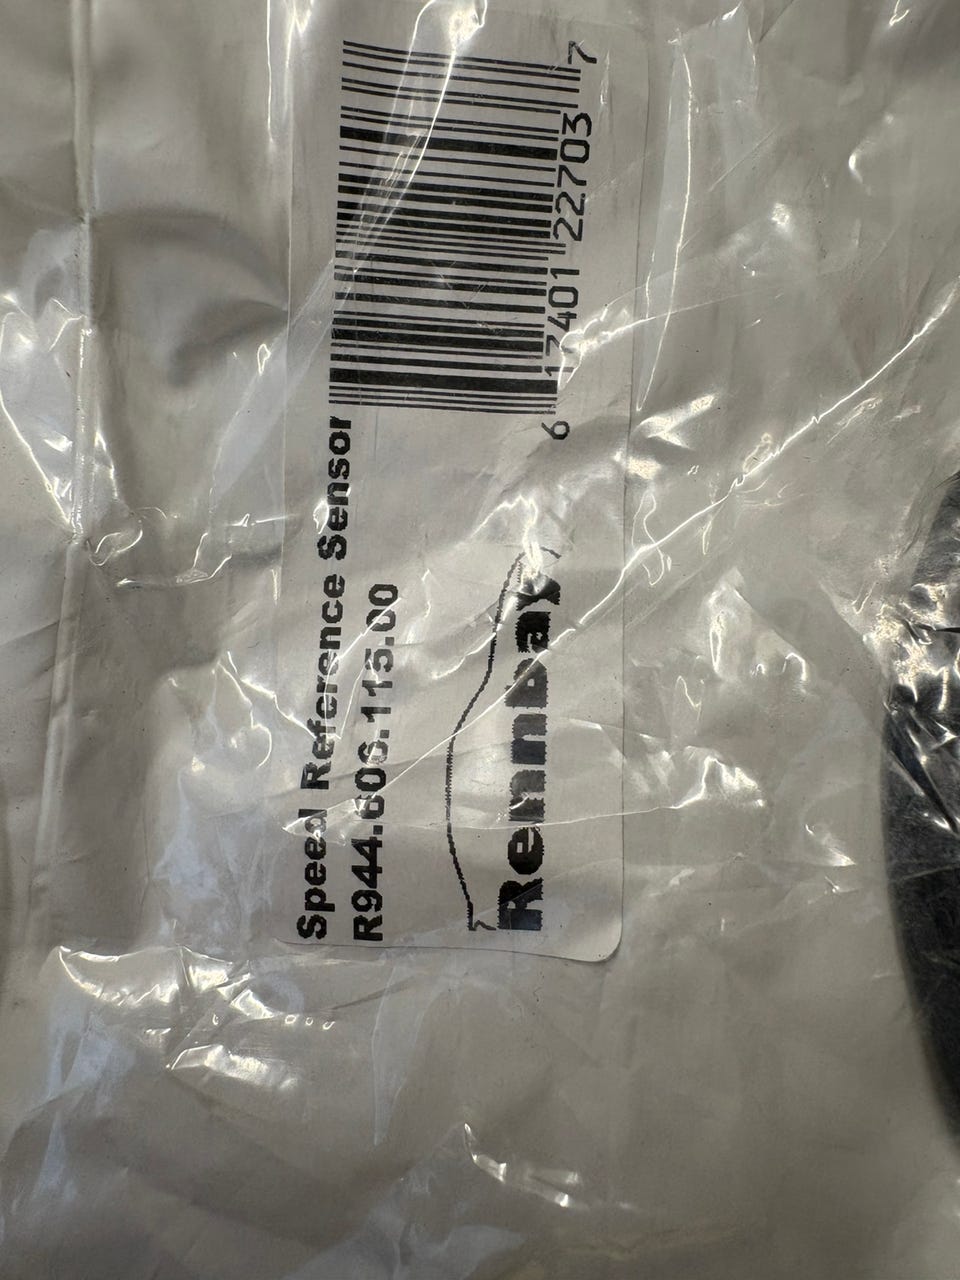 Speed Reference Sensor
R944.606.115.00
Rennbay
6 17401 22703 7